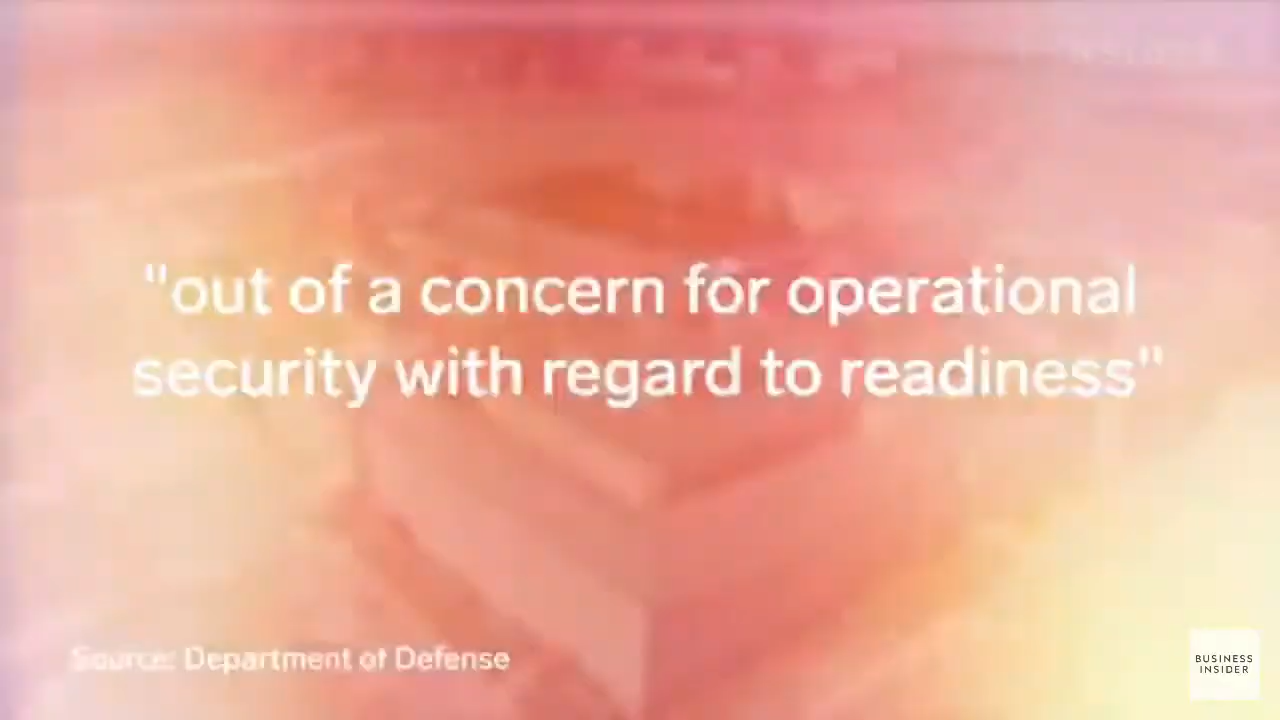 "out of a concern for operational
security with regard to readiness"
Source: Department of Defense
BUSINESS
INSIDER